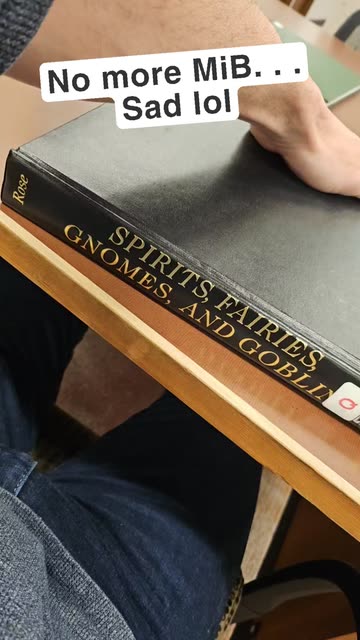 No more MiB. . .
Sad lol
Rose
SPIRITS, FAIRIES,
GNOMES, AND GOBLIN